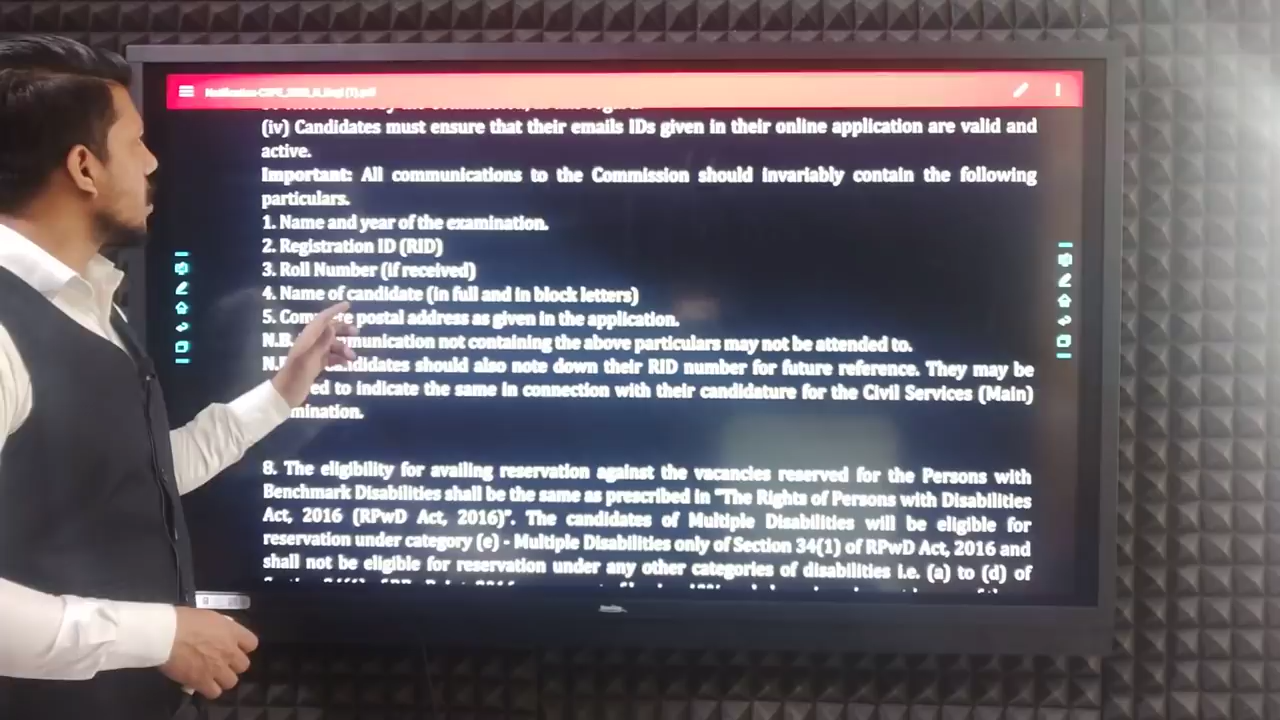 (iv) Candidates must ensure that their emails IDs given in their online application are valid and
active.
Important: All communications to the Commission should invariably contain the following
particulars.
1. Name and year of the examination.
2. Registration ID (RID)
3. Roll Number (if received)
4. Name of candidate (in full and in block letters)
5. postal address as given in the application.
N.B. not containing the above particulars may not be attended to.
should also note down their RID number for future reference. They may be
to indicate the same in connection with their candidature for the Civil Services (Main)
8. The eligibility for availing reservation against the vacancies reserved for the Persons with
Benchmark Disabilities shall be the same as prescribed in "The Rights of Persons with Disabilities
Act, 2016 (RPwD Act, 2016)". The candidates of Multiple Disabilities will be eligible for
reservation under category (e) - Multiple Disabilities only of Section 34(1) of RPwD Act, 2016 and
shall not be eligible for reservation under any other categories of disabilities i.e. (a) to (d) of